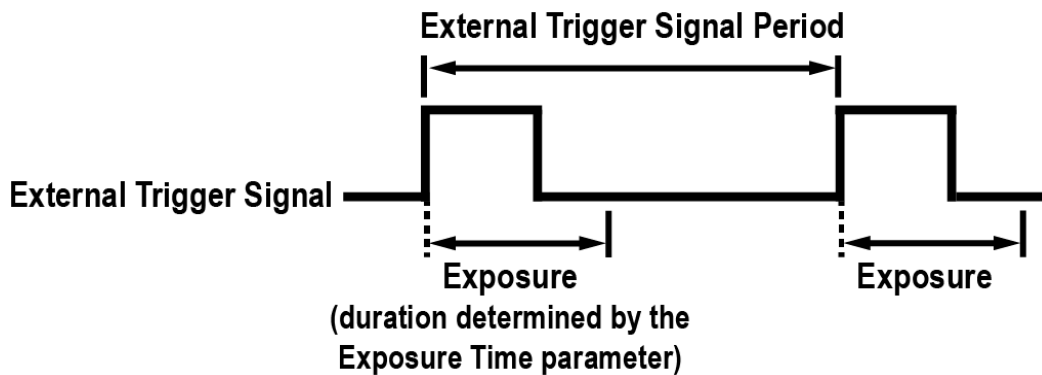 External Trigger Signal Period
External Trigger Signal
Exposure
(duration determined by the
Exposure Time parameter)
Exposure